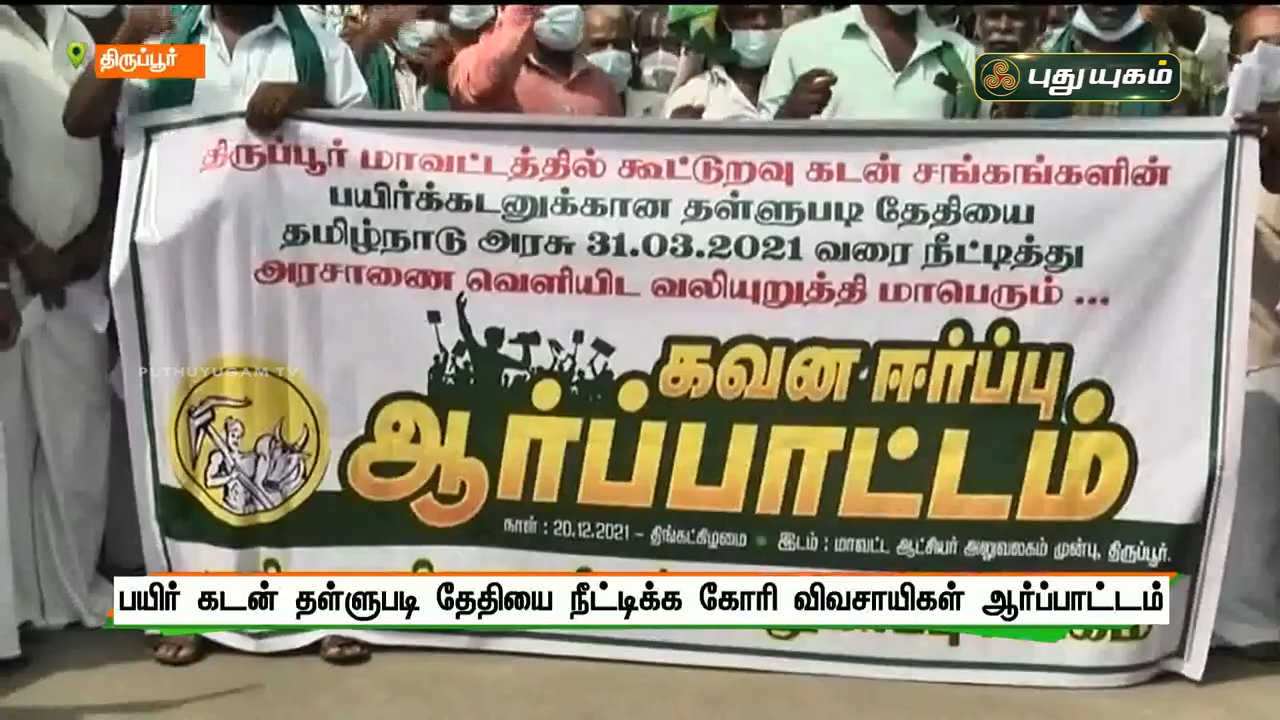 திருப்பூர்
புதுயுகம்
திருப்பூர் மாவட்டத்தில் கூட்டுறவு கடன் சங்கங்களின்
பயிர்க்கடனுக்கான தள்ளுபடி தேதியை
தமிழ்நாடு அரசு 31.03.2021 வரை நீட்டித்து
அரசாணை வெளியிட வலியுறுத்தி மாபெரும் ...
கவன ஈர்ப்பு
PUTHUYUGAM TV
ஆர்ப்பாட்டம்
நாள் : 20.12.2021 – திங்கட்கிழமை இடம் : மாவட்ட ஆட்சியர் அலுவலகம் முன்பு, திருப்பூர்.
பயிர் கடன் தள்ளுபடி தேதியை நீட்டிக்க கோரி விவசாயிகள் ஆர்ப்பாட்டம்